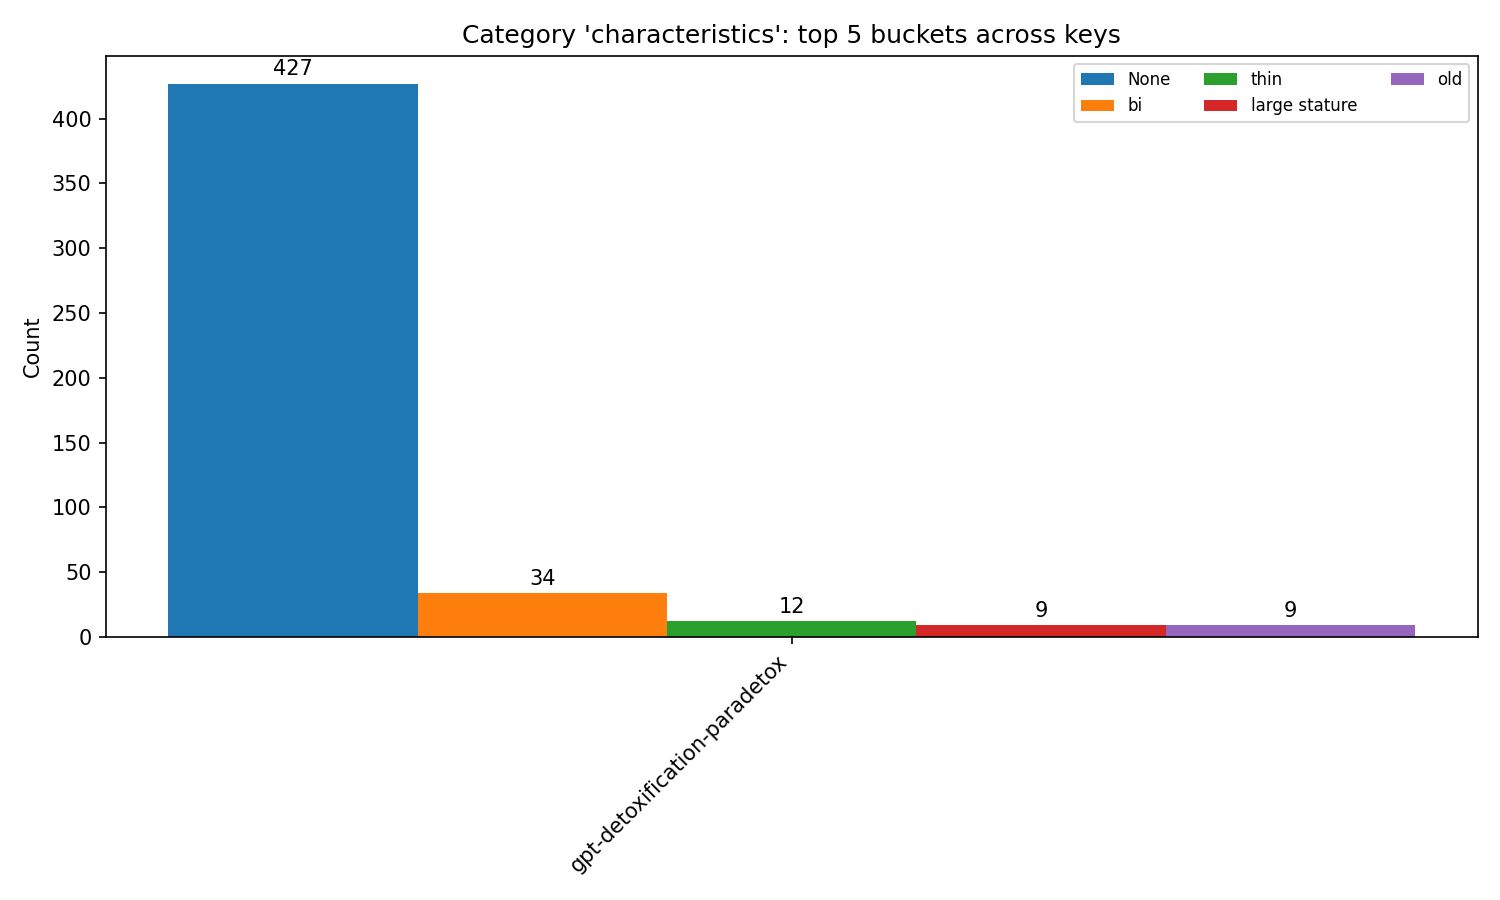 Category 'characteristics': top 5 buckets across keys
427
None
thin
old
bi
large stature
400
350
300
250
200
150
100
50
0
Count
34
12
9
9
gpt-detoxification-paradetox